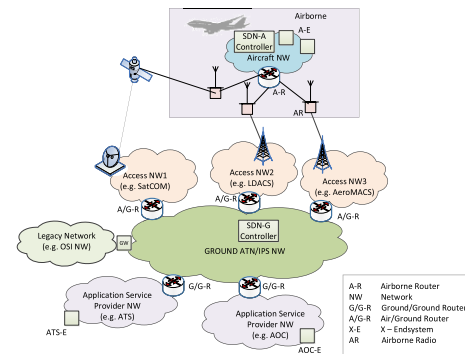 Airborne
A-E
SDN-A
Controller
Aircraft NW
A-R
AR
Access NW1
(e.g. SatCOM)
Access NW2
(e.g. LDACS)
Access NW3
(e.g. AeroMACS)
A/G-R
A/G-R
A/G-R
Legacy Network
(e.g. OSI NW)
GW
SDN-G
Controller
GROUND ATN/IPS NW
G/G-R
G/G-R
Application Service
Provider NW
(e.g. ATS)
ATS-E
Application Service
Provider NW
(e.g. AOC)
AOC-E
A-R Airborne Router
NW Network
G/G-R Ground/Ground Router
A/G-R Air/Ground Router
X-E X – Endsystem
AR Airborne Radio